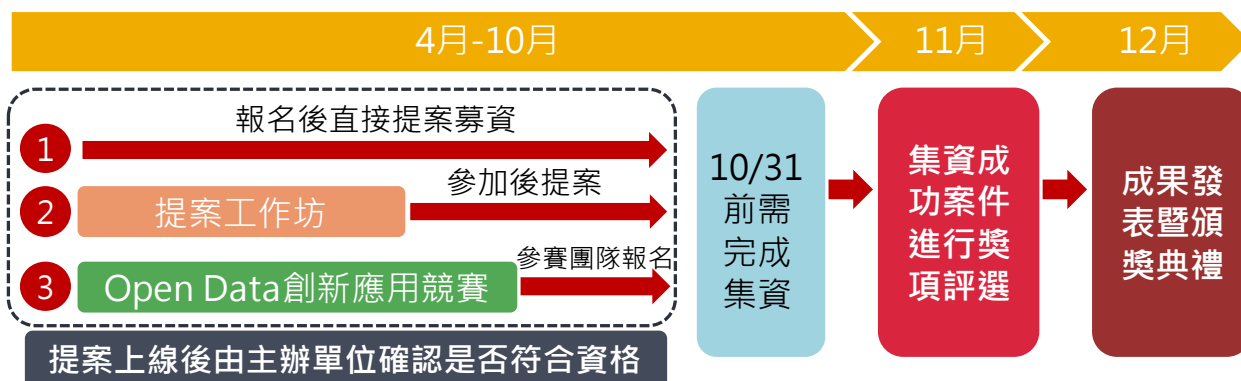 4月-10月
11月
12月
報名後直接提案募資
1
參加後提案
2
提案工作坊
參賽團隊報名
3
Open Data創新應用競賽
提案上線後由主辦單位確認是否符合資格
10/31
前需
完成
集資
集資成
功案件
進行獎
項評選
成果發
表暨頒
獎典禮